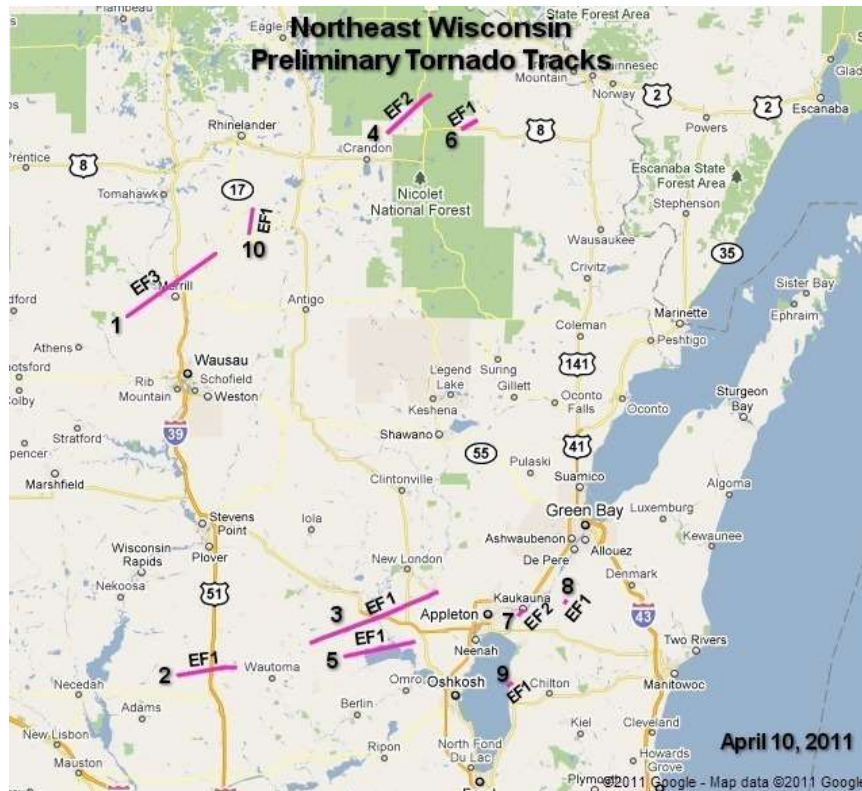 Flambeau
Eagle
State Forest Area
Northeast Wisconsin
Preliminary Tornado Tracks
Mountain
Norway
2
2
Escanaba
Powers
EF2
4
EF1
6
8
Rhinelander
Crandon
Prentice
8
17
Tomahawk
Nicolet
National Forest
Escanaba State
Forest Area
Stephenson
EF1
10
Wausaukee
35
EF3
Merrill
1
Crivitz
Sister Bay
Ephraim
Antigo
Marinette
Athens
Coleman
Peshtigo
Wausau
Rib
Mountain
Schofield
Weston
Colby
Legend
Lake
Suring
Gillett
141
Keshena
Oconto
Falls
Oconto
Sturgeon
Bay
Stratford
39
Shawano
55
41
Marshfield
Pulaski
Suamico
Clintonville
Algoma
Green Bay
Luxemburg
Stevens
Point
Iola
Ashwaubenon
Allouez
Kewaunee
Plover
De Pere
Wisconsin
Rapids
New London
Denmark
Nekoosa
51
3
EF1
Appleton
Kaukauna
7
EF2
8
EF1
43
5
EF1
Neenah
Two Rivers
2
EF1
Wautoma
Omro
Oshkosh
9
EF1
Chilton
Manitowoc
Necedah
Adams
Berlin
New Lisbon
Mauston
Ripon
North Fond
Du Lac
Kiel
Cleveland
Howards
Grove
Plymouth
April 10, 2011
©2011 Google - Map data ©2011 Google